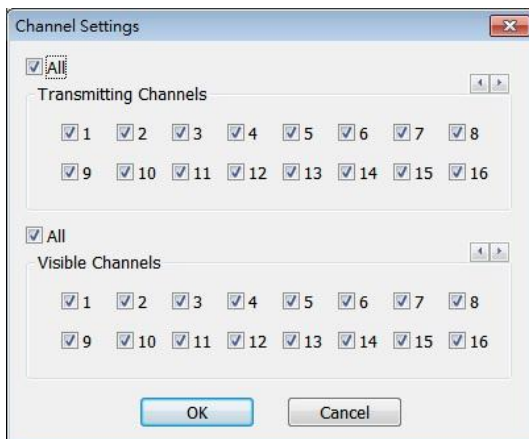 Channel Settings
All
Transmitting Channels
1 2 3 4 5 6 7 8
9 10 11 12 13 14 15 16
All
Visible Channels
1 2 3 4 5 6 7 8
9 10 11 12 13 14 15 16
OK Cancel